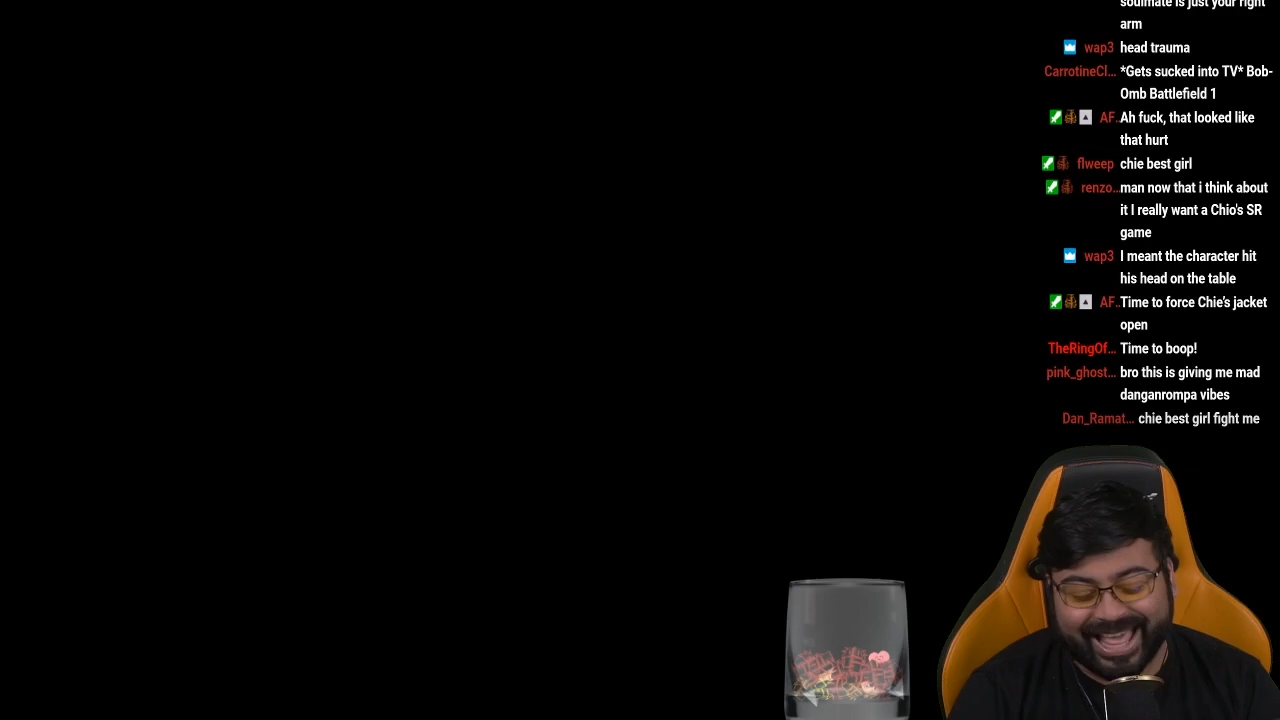 soulmate is just your right
arm
wap3 head trauma
CarrotineCl... *Gets sucked into TV* Bob-
Omb Battlefield 1
AF.. Ah fuck, that looked like
that hurt
flweep chie best girl
renzo... man now that i think about
it I really want a Chio's SR
game
wap3 I meant the character hit
his head on the table
AF.. Time to force Chie's jacket
open
TheRingOf... Time to boop!
pink_ghost... bro this is giving me mad
danganrompa vibes
Dan_Ramat... chie best girl fight me